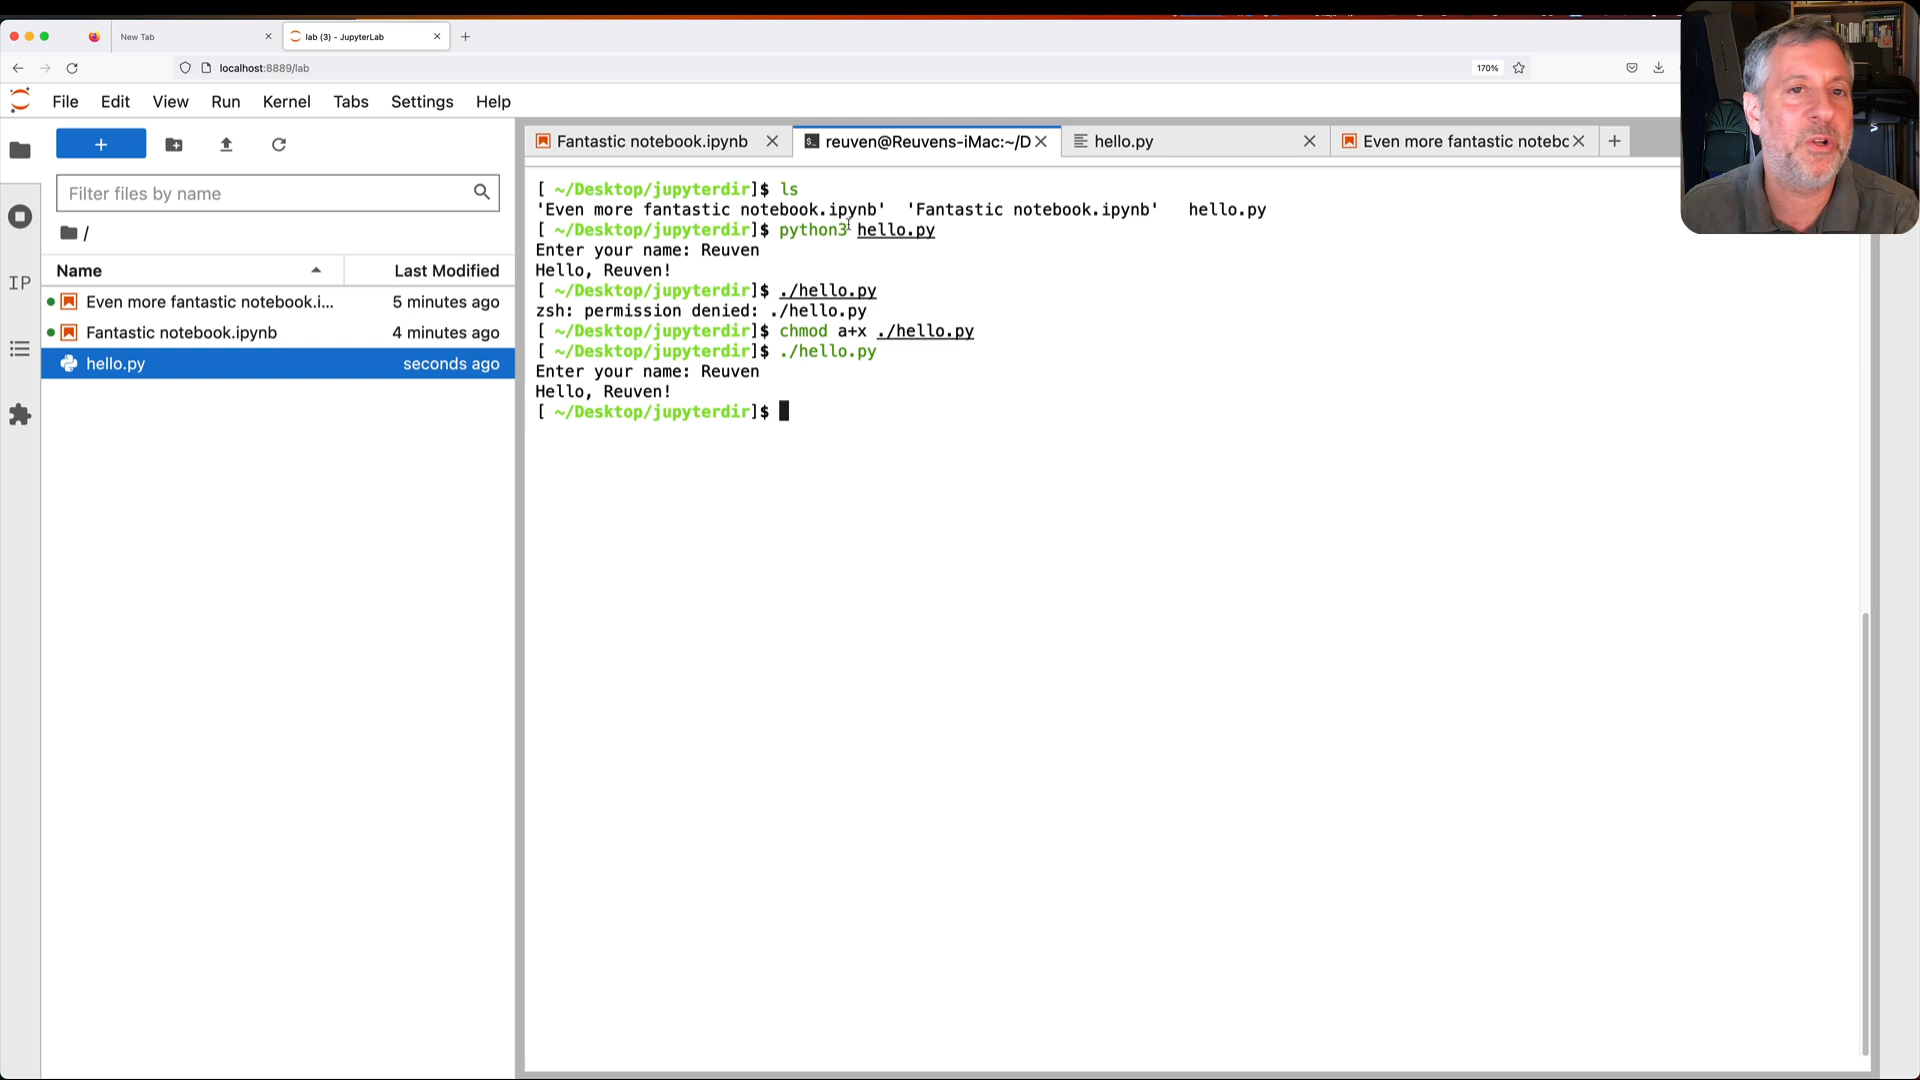 New Tab
lab (3) - JupyterLab
localhost:8889/lab
170%
File Edit View Run Kernel Tabs Settings Help
Filter files by name
/
Name Last Modified
Even more fantastic notebook.i... 5 minutes ago
Fantastic notebook.ipynb 4 minutes ago
hello.py seconds ago
IP
Fantastic notebook.ipynb
reuven@Reuvens-iMac:~/D
hello.py
Even more fantastic notebc
[ ~/Desktop/jupyterdir]$ ls
'Even more fantastic notebook.ipynb' 'Fantastic notebook.ipynb' hello.py
[ ~/Desktop/jupyterdir]$ python3 hello.py
Enter your name: Reuven
Hello, Reuven!
[ ~/Desktop/jupyterdir]$ ./hello.py
zsh: permission denied: ./hello.py
[ ~/Desktop/jupyterdir]$ chmod a+x ./hello.py
[ ~/Desktop/jupyterdir]$ ./hello.py
Enter your name: Reuven
Hello, Reuven!
[ ~/Desktop/jupyterdir]$